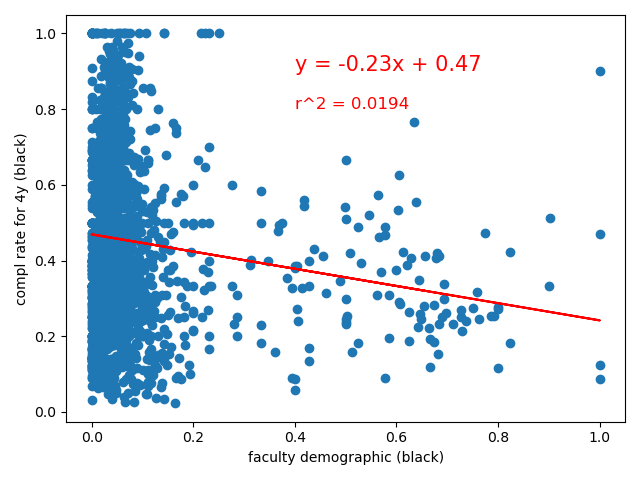 y = -0.23x + 0.47
r^2 = 0.0194
compl rate for 4y (black)
1.0
0.8
0.6
0.4
0.2
0.0
0.0 0.2 0.4 0.6 0.8 1.0
faculty demographic (black)